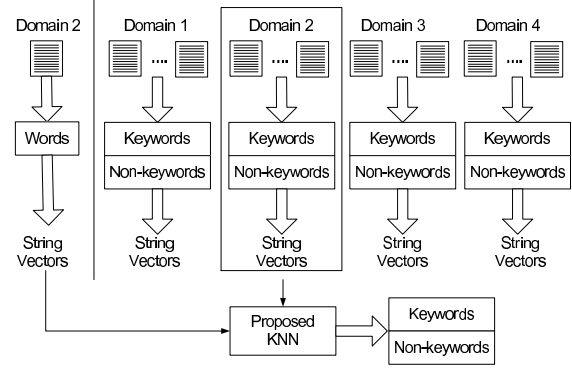 Domain 2
Domain 1
Domain 2
Domain 3
Domain 4
....
....
....
....
Words
Keywords
Non-keywords
Keywords
Non-keywords
Keywords
Non-keywords
Keywords
Non-keywords
String
Vectors
String
Vectors
String
Vectors
String
Vectors
String
Vectors
Proposed
KNN
Keywords
Non-keywords